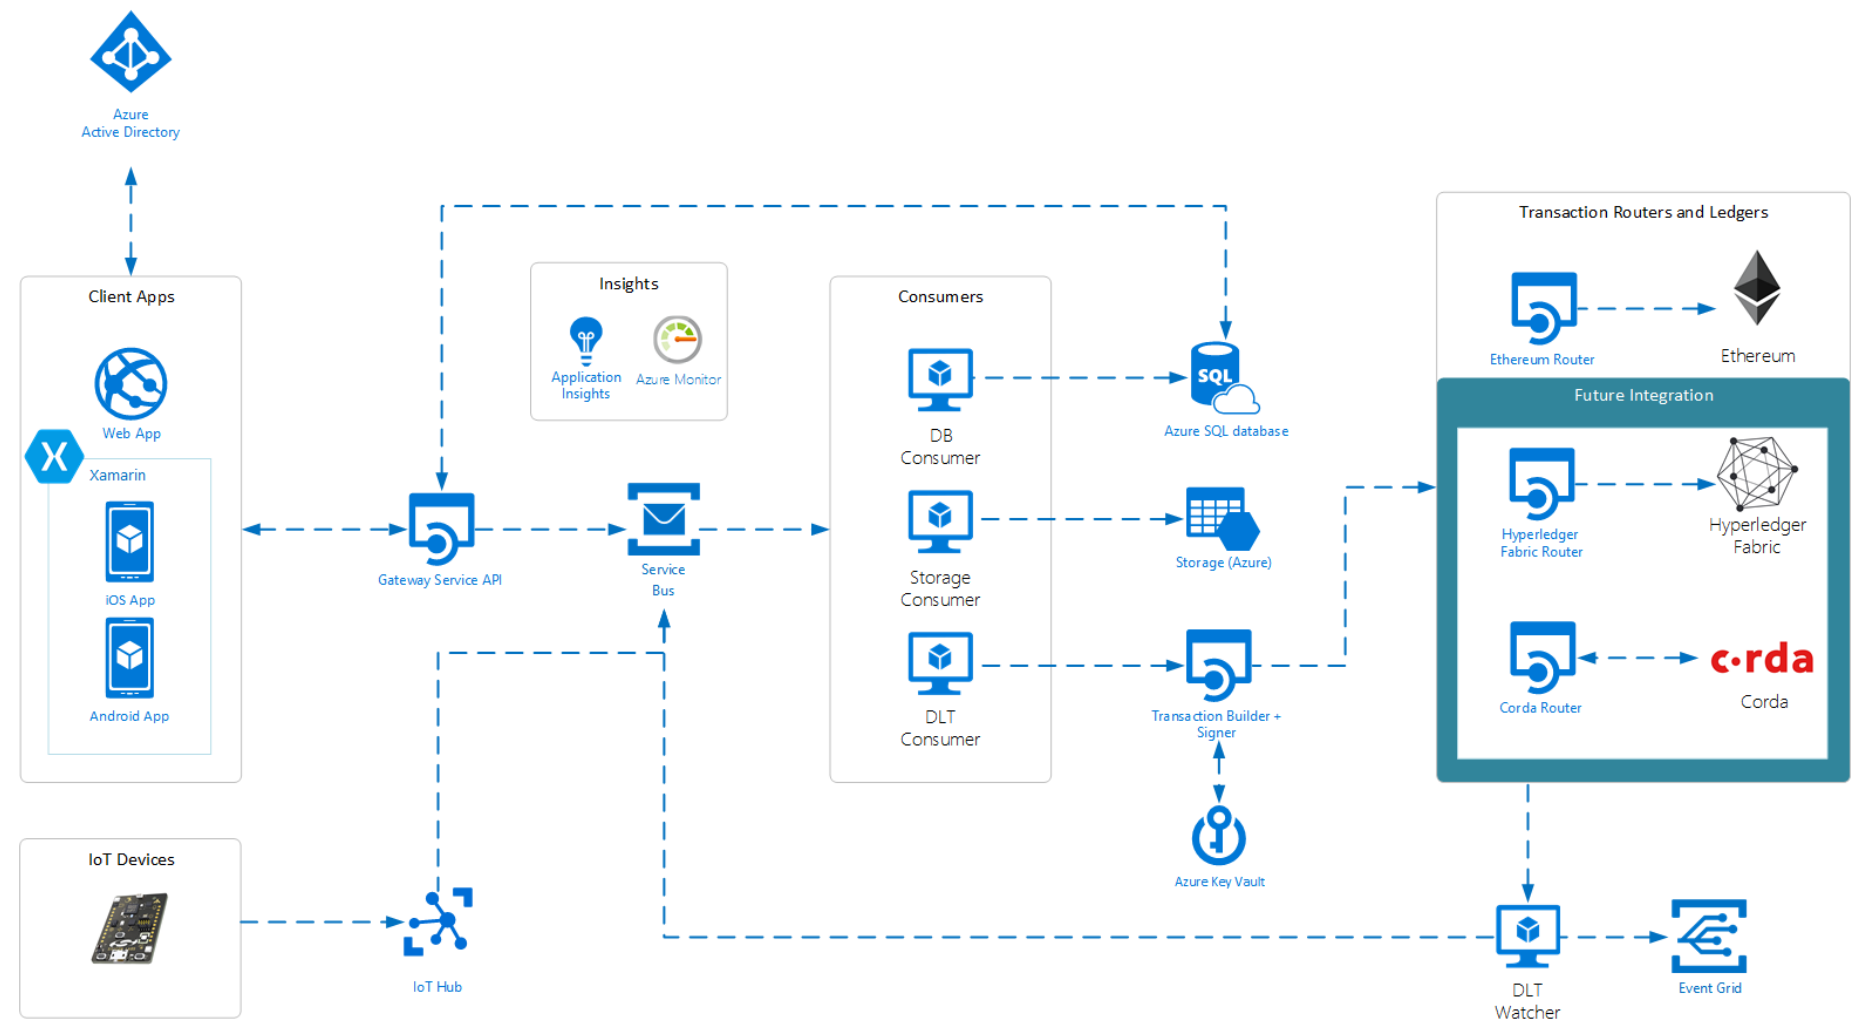 Azure
Active Directory
Client Apps
Web App
X
Xamarin
iOS App
Android App
IoT Devices
IoT Hub
Gateway Service API
Insights
Application
Insights
Azure Monitor
Service
Bus
Consumers
DB
Consumer
Storage
Consumer
DLT
Consumer
SQL
Azure SQL database
Storage (Azure)
Transaction Builder +
Signer
Azure Key Vault
Transaction Routers and Ledgers
Ethereum Router
Ethereum
Future Integration
Hyperledger
Fabric Router
Hyperledger
Fabric
Corda Router
c·rda
Corda
DLT
Watcher
Event Grid